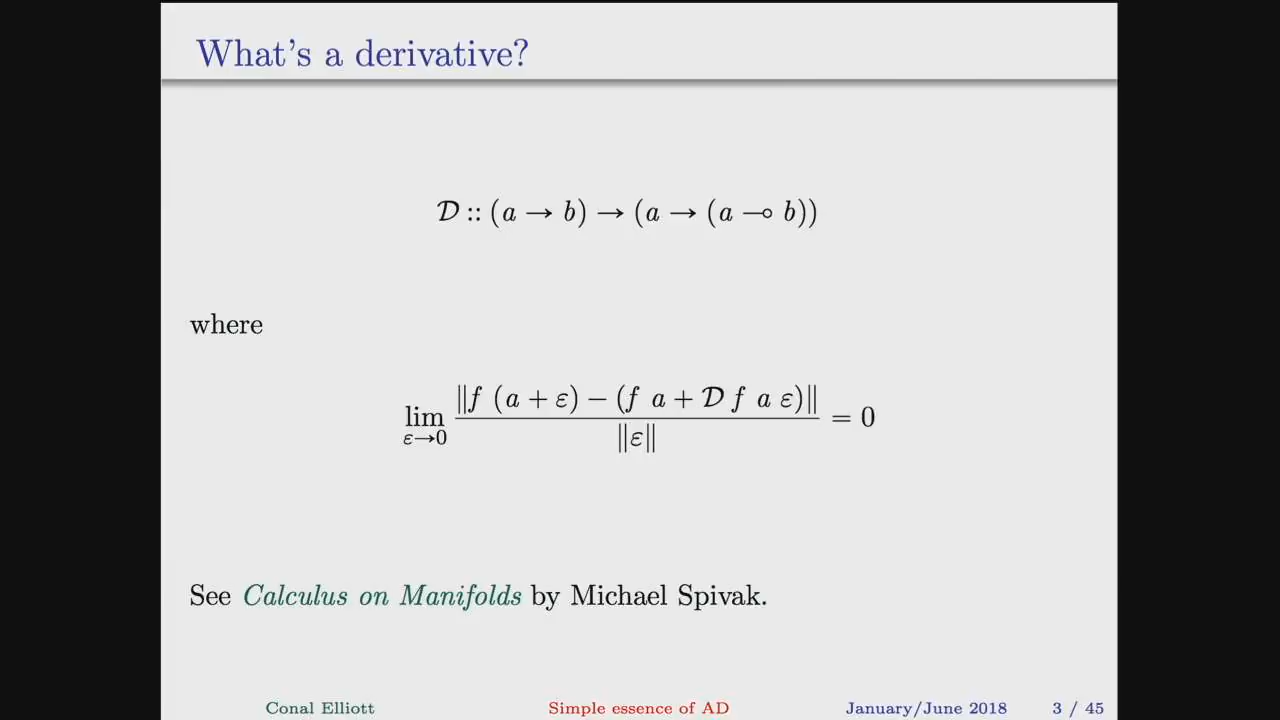 What's a derivative?
𝒟 :: (a → b) → (a → (a ⊸ b))
where
lim ε→0 ‖f (a + ε) − (f a + 𝒟 f a ε)‖ / ‖ε‖ = 0
See Calculus on Manifolds by Michael Spivak.
Conal Elliott Simple essence of AD January/June 2018 3 / 45